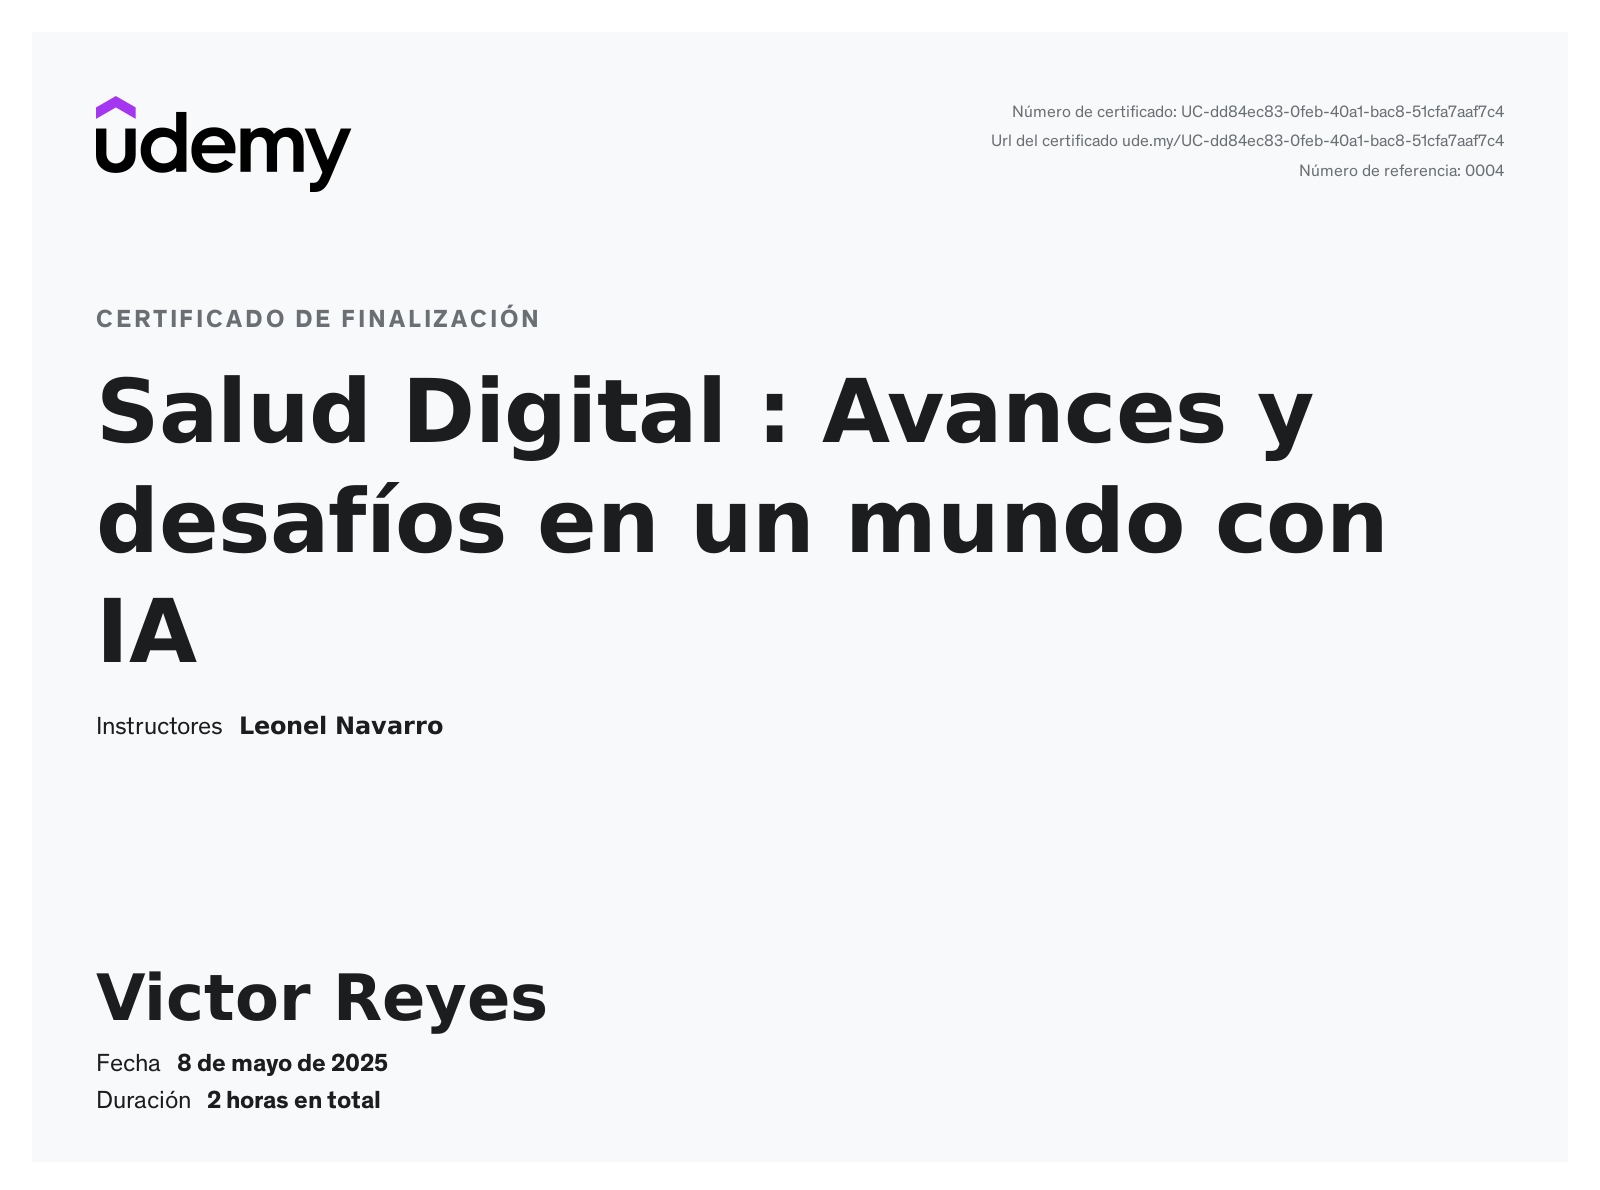 udemy
Número de certificado: UC-dd84ec83-0feb-40a1-bac8-51cfa7aaf7c4
Url del certificado ude.my/UC-dd84ec83-0feb-40a1-bac8-51cfa7aaf7c4
Número de referencia: 0004
CERTIFICADO DE FINALIZACIÓN
Salud Digital : Avances y
desafíos en un mundo con
IA
Instructores Leonel Navarro
Victor Reyes
Fecha 8 de mayo de 2025
Duración 2 horas en total